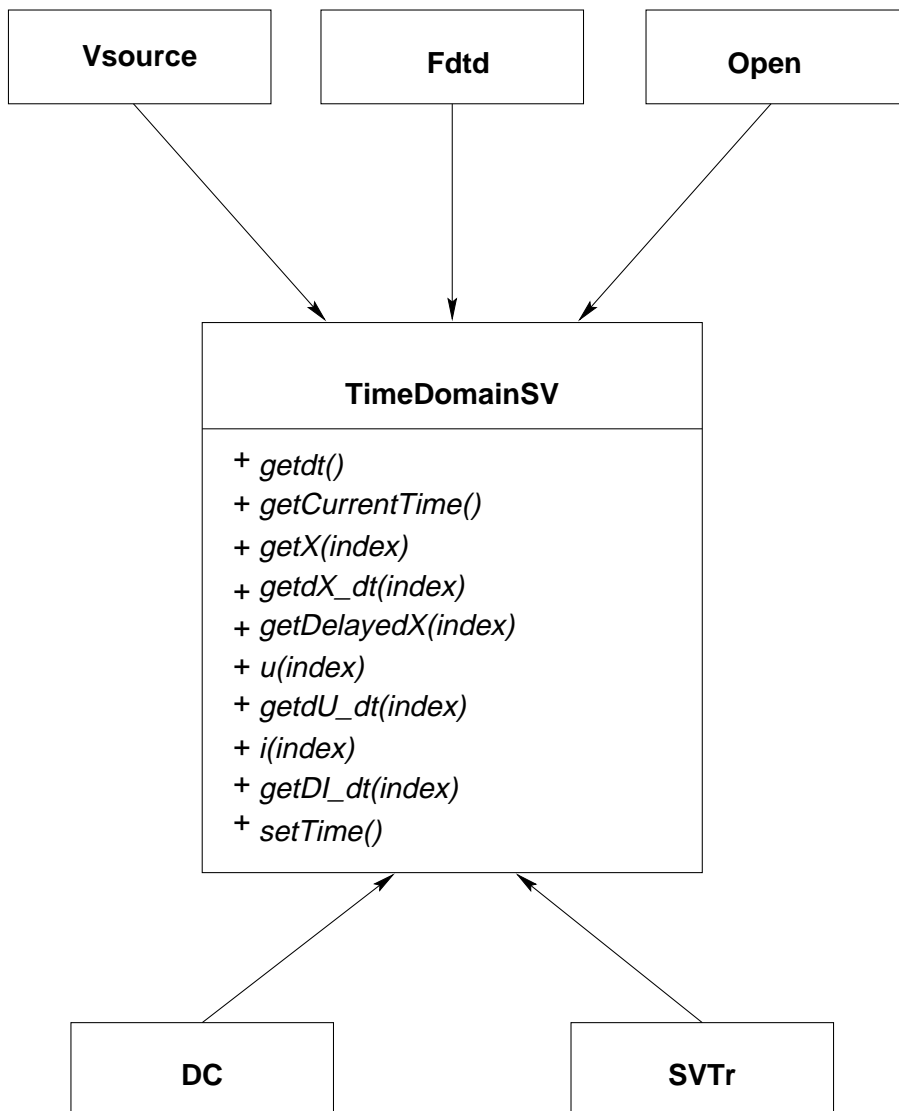 Vsource
Fdtd
Open
TimeDomainSV
+ getdt()
+ getCurrentTime()
+ getX(index)
+ getdX_dt(index)
+ getDelayedX(index)
+ u(index)
+ getdU_dt(index)
+ i(index)
+ getDI_dt(index)
+ setTime()
DC
SVTr